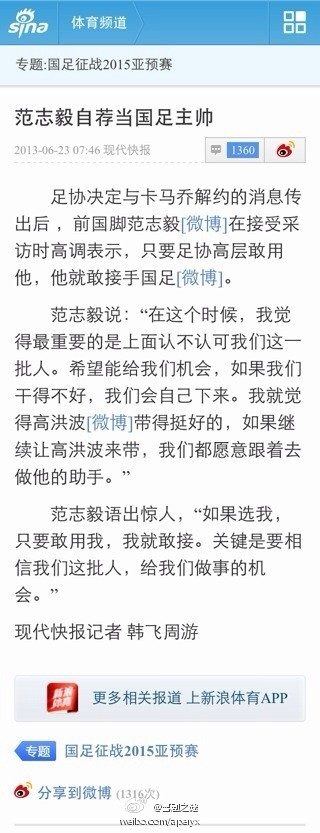 sina 体育频道
专题:国足征战2015亚预赛
范志毅自荐当国足主帅
2013-06-23 07:46 现代快报 1360
足协决定与卡马乔解约的消息传
出后，前国脚范志毅[微博]在接受采
访时高调表示，只要足协高层敢用
他，他就敢接手国足[微博]。
范志毅说：“在这个时候，我觉
得最重要的是上面认不认可我们这一
批人。希望能给我们机会，如果我们
干得不好，我们会自己下来。我就觉
得高洪波[微博]带得挺好的，如果继
续让高洪波来带，我们都愿意跟着去
做他的助手。”
范志毅语出惊人，“如果选我，
只要敢用我，我就敢接。关键是要相
信我们这批人，给我们做事的机
会。”
现代快报记者 韩飞周游
新浪体育 更多相关报道 上新浪体育APP
专题 国足征战2015亚预赛
分享到微博 (1316次)